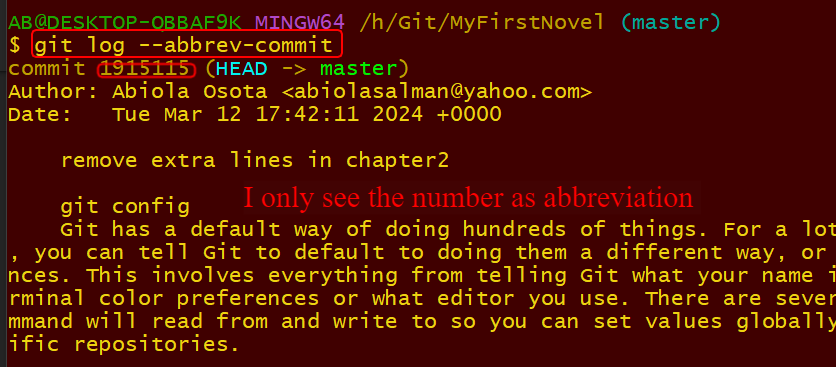 AB@DESKTOP-OBBAF9K MINGW64 /h/Git/MyFirstNovel (master)
$ git log --abbrev-commit
commit 1915115 (HEAD -> master)
Author: Abiola Osota <abiolasalman@yahoo.com>
Date:   Tue Mar 12 17:42:11 2024 +0000
remove extra lines in chapter2
git config I only see the number as abbreviation
Git has a default way of doing hundreds of things. For a lot
, you can tell Git to default to doing them a different way, or
nces. This involves everything from telling Git what your name i
rminal color preferences or what editor you use. There are sever
mmand will read from and write to so you can set values globally
ific repositories.